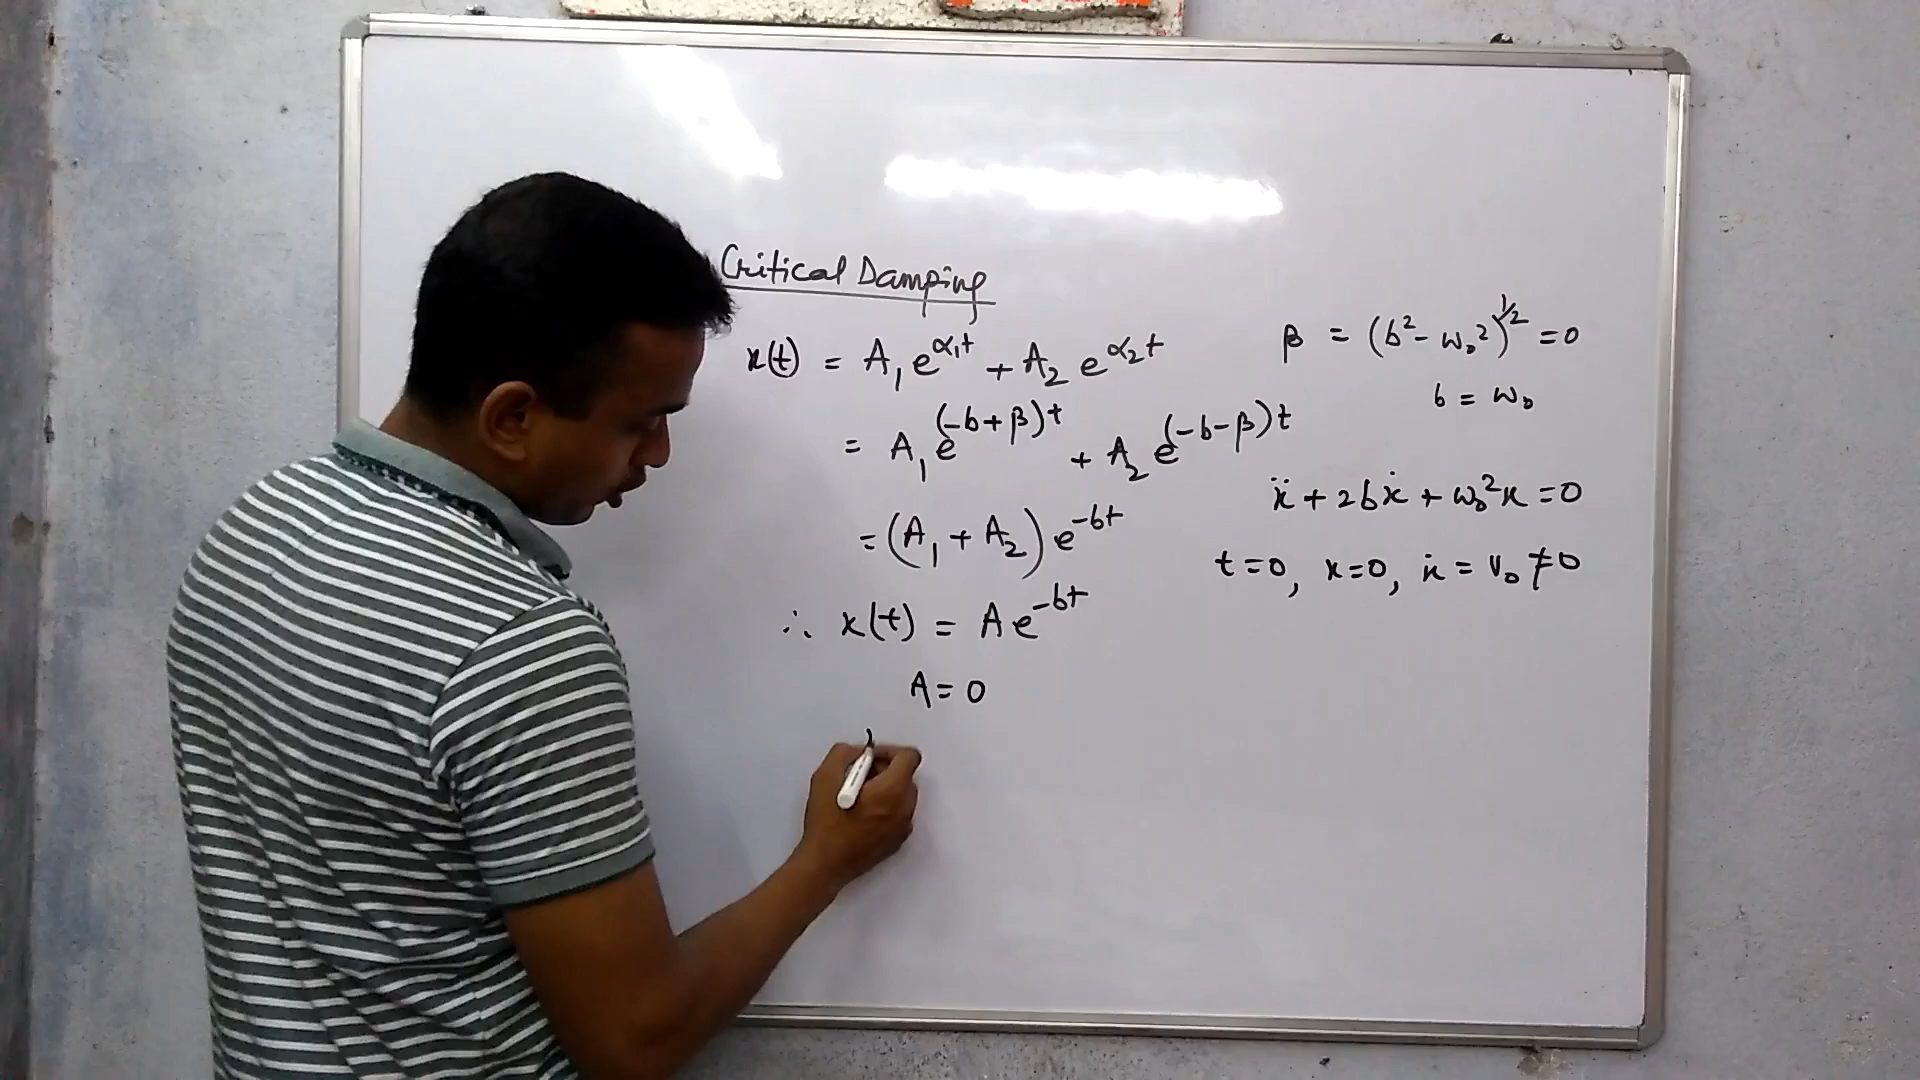 Critical Damping
x(t) = A₁ e^{α₁t} + A₂ e^{α₂t}
= A₁ e^{(-b+β)t} + A₂ e^{(-b-β)t}
= (A₁ + A₂) e^{-bt}
∴ x(t) = A e^{-bt}
A = 0
β = (b² - ω₀²)^{1/2} = 0
b = ω₀
ẍ + 2bẋ + ω₀²x = 0
t = 0, x = 0, ẋ = v₀ ≠ 0